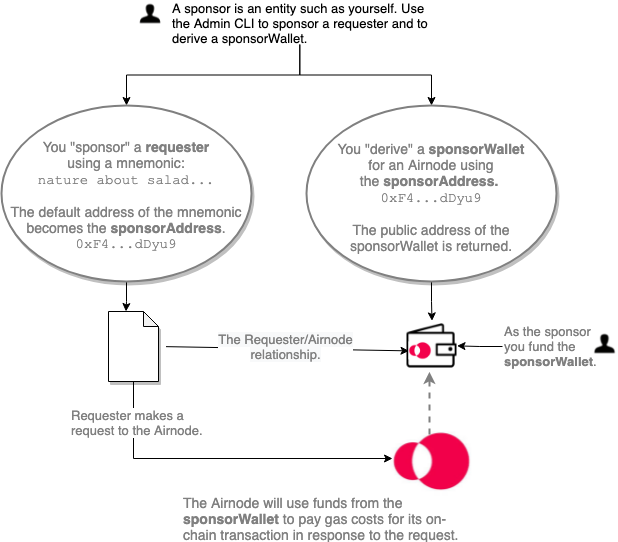 A sponsor is an entity such as yourself. Use
the Admin CLI to sponsor a requester and to
derive a sponsorWallet.
You "sponsor" a requester
using a mnemonic:
nature about salad...
The default address of the mnemonic
becomes the sponsorAddress.
0xF4...dDyu9
You "derive" a sponsorWallet
for an Airnode using
the sponsorAddress.
0xF4...dDyu9
The public address of the
sponsorWallet is returned.
The Requester/Airnode
relationship.
As the sponsor
you fund the
sponsorWallet.
Requester makes a
request to the Airnode.
The Airnode will use funds from the
sponsorWallet to pay gas costs for its on-
chain transaction in response to the request.